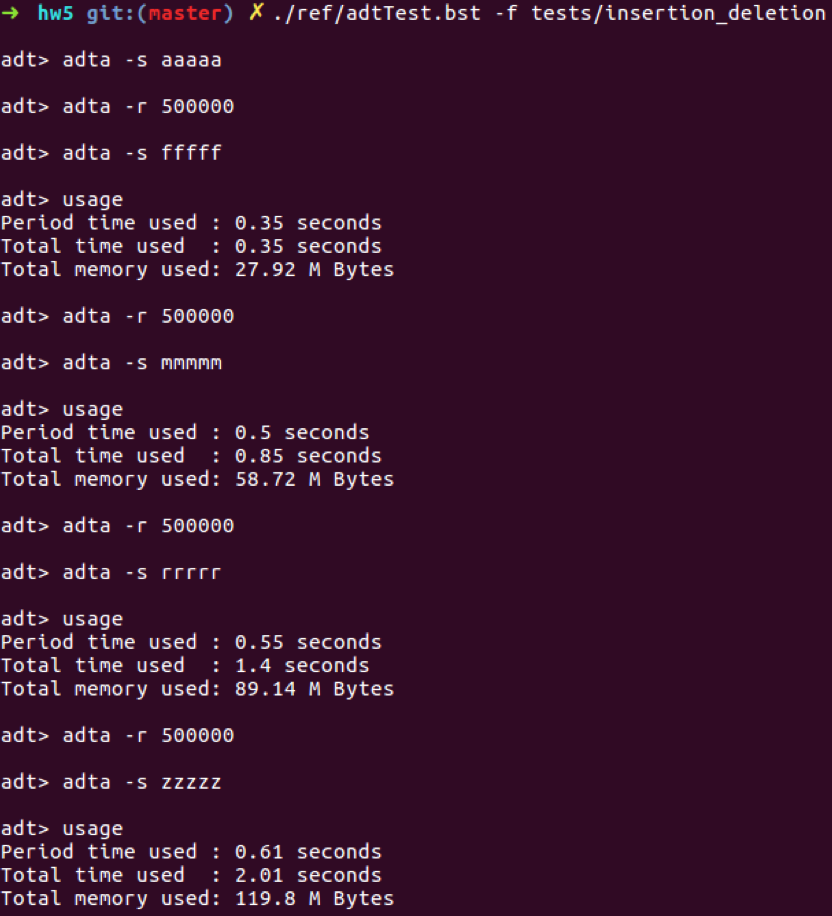 → hw5 git:(master) ✗ ./ref/adtTest.bst -f tests/insertion_deletion
adt> adta -s aaaaa
adt> adta -r 500000
adt> adta -s fffff
adt> usage
Period time used : 0.35 seconds
Total time used  : 0.35 seconds
Total memory used: 27.92 M Bytes
adt> adta -r 500000
adt> adta -s mmmmm
adt> usage
Period time used : 0.5 seconds
Total time used  : 0.85 seconds
Total memory used: 58.72 M Bytes
adt> adta -r 500000
adt> adta -s rrrrr
adt> usage
Period time used : 0.55 seconds
Total time used  : 1.4 seconds
Total memory used: 89.14 M Bytes
adt> adta -r 500000
adt> adta -s zzzzz
adt> usage
Period time used : 0.61 seconds
Total time used  : 2.01 seconds
Total memory used: 119.8 M Bytes